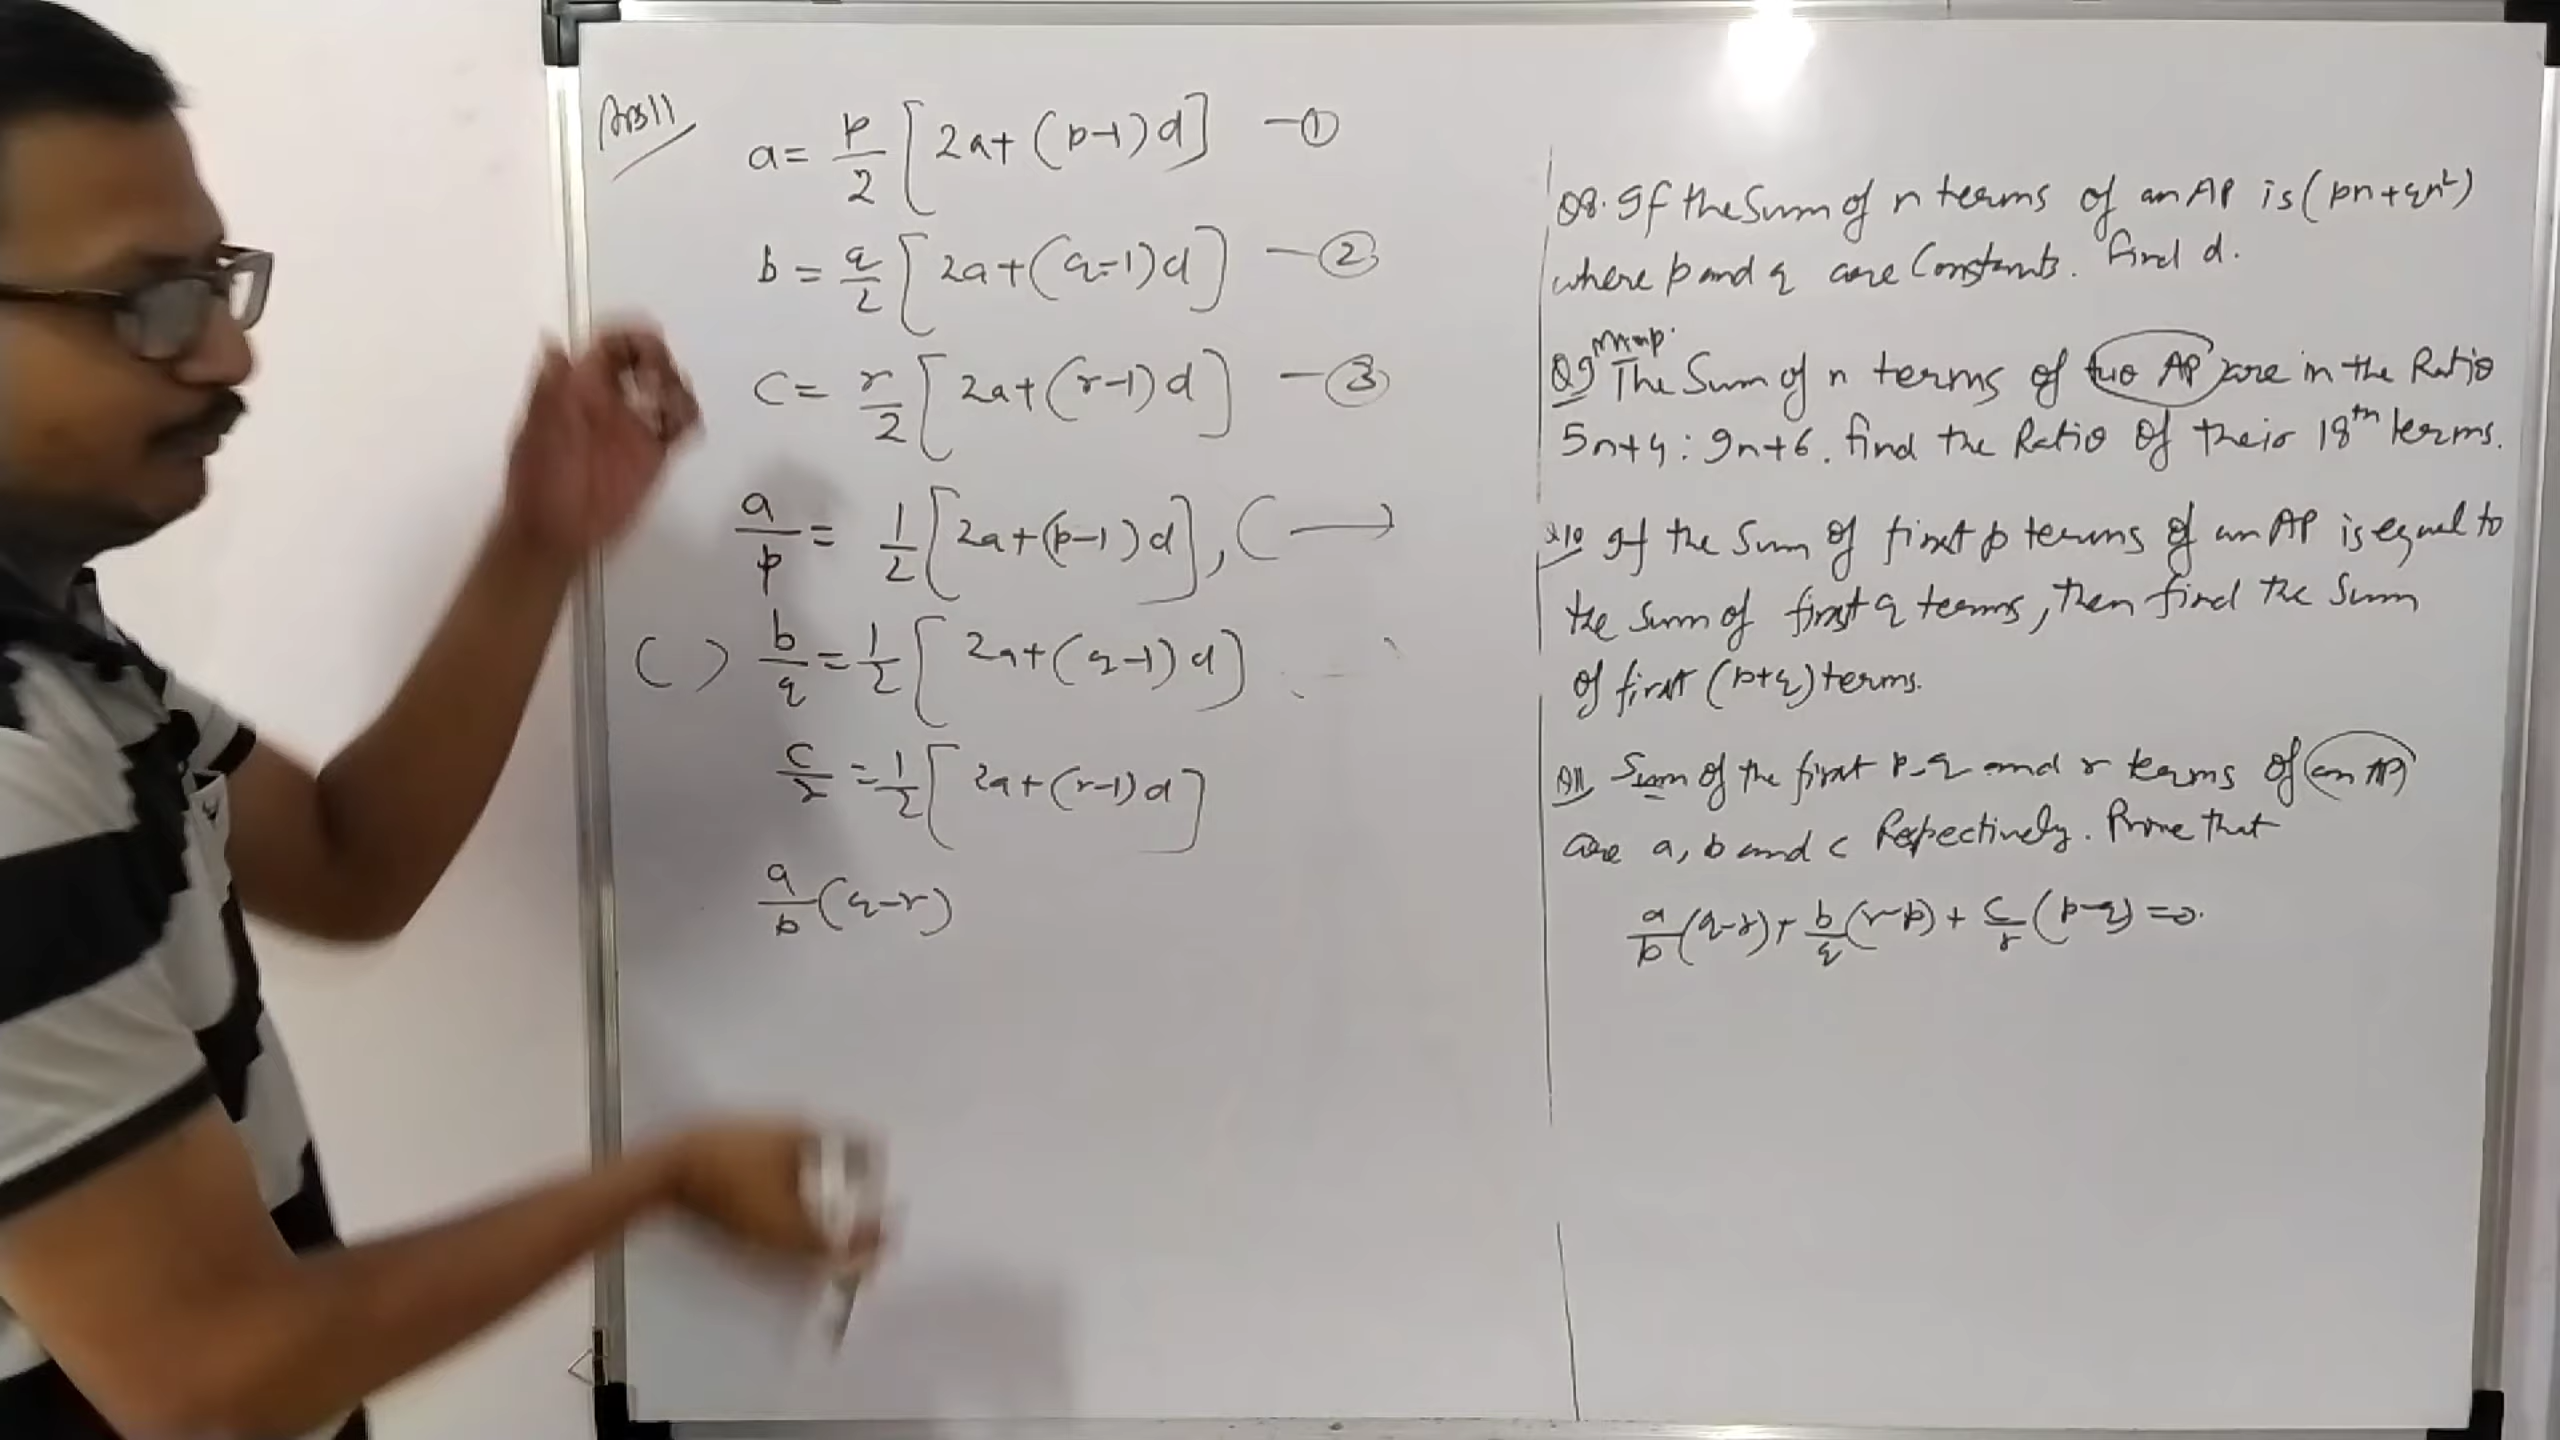 Ans11
a = p/2 [2a+(p-1)d] —①
b = q/2 [2a+(q-1)d] —②
c = r/2 [2a+(r-1)d] —③
a/p = 1/2 [2a+(p-1)d], ( ⟶
( ) b/q = 1/2 [2a+(q-1)d]
c/r = 1/2 [2a+(r-1)d]
a/p (q-r)
Q8. If the Sum of n terms of an AP is (pn+qn²)
where p and q are Constants. find d.
Q9 The Sum of n terms of two AP are in the Ratio
5n+4 : 9n+6. find the Ratio of their 18th terms.
Q10 If the Sum of first p terms of an AP is equal to
the Sum of first q terms, then find the Sum
of first (p+q) terms.
Q11 Sum of the first p, q and r terms of an AP
are a, b and c Respectively. Prove that
a/p (q-r) + b/q (r-p) + c/r (p-q) = 0.